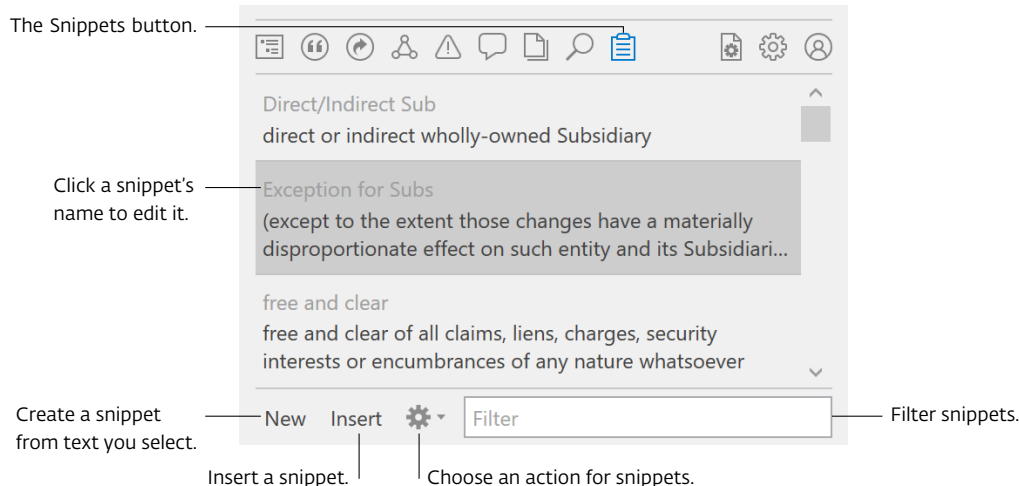 The Snippets button.
Direct/Indirect Sub
direct or indirect wholly-owned Subsidiary
Click a snippet's
name to edit it.
Exception for Subs
(except to the extent those changes have a materially
disproportionate effect on such entity and its Subsidiari...
free and clear
free and clear of all claims, liens, charges, security
interests or encumbrances of any nature whatsoever
Create a snippet
from text you select.
New Insert Filter
Filter snippets.
Insert a snippet.
Choose an action for snippets.